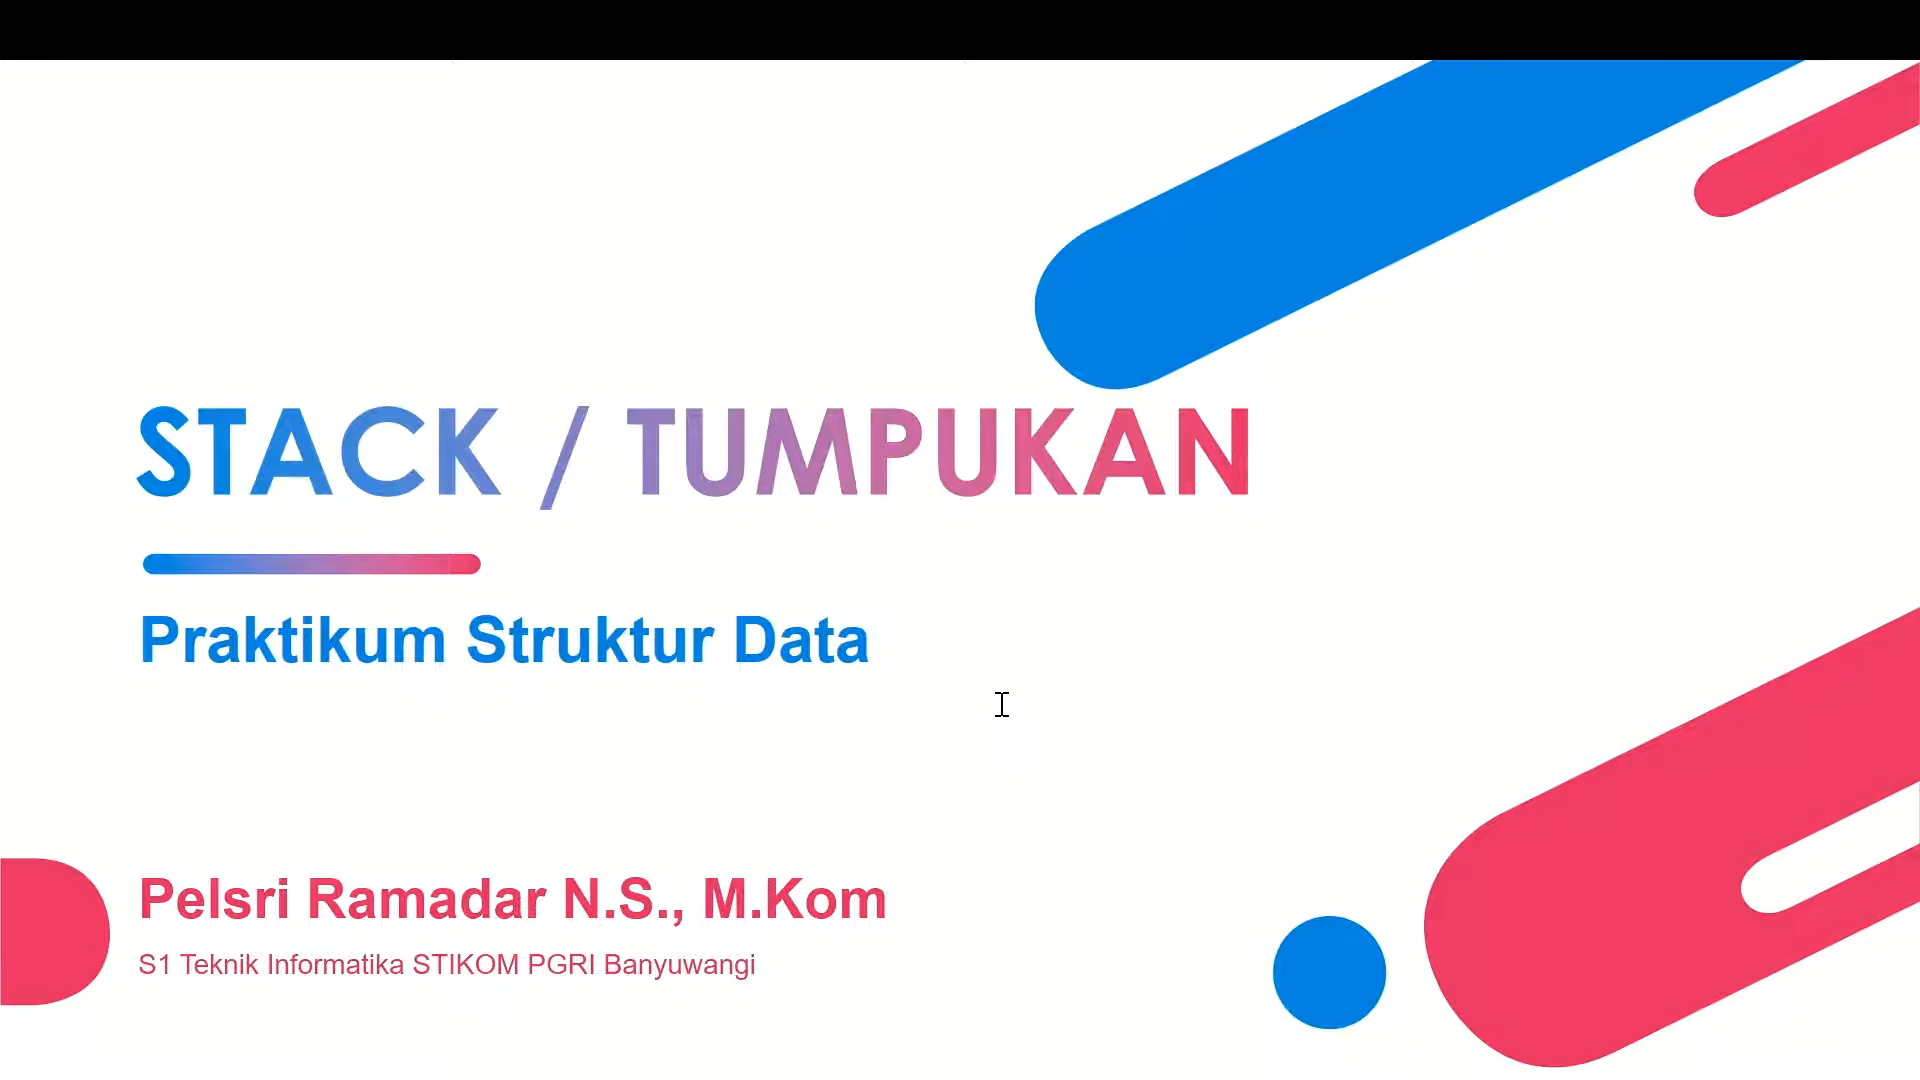 STACK / TUMPUKAN
Praktikum Struktur Data
Pelsri Ramadar N.S., M.Kom
S1 Teknik Informatika STIKOM PGRI Banyuwangi